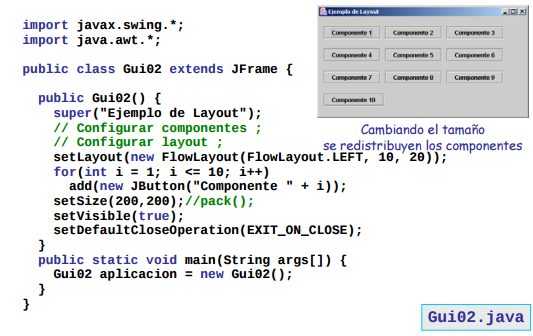 import javax.swing.*;
import java.awt.*;
public class Gui02 extends JFrame {
public Gui02() {
super("Ejemplo de Layout");
// Configurar componentes ;
// Configurar layout ;
setLayout(new FlowLayout(FlowLayout.LEFT, 10, 20));
for(int i = 1; i <= 10; i++)
add(new JButton("Componente " + i));
setSize(200,200);//pack();
setVisible(true);
setDefaultCloseOperation(EXIT_ON_CLOSE);
}
public static void main(String args[]) {
Gui02 aplicacion = new Gui02();
}
}
Ejemplo de Layout
Componente 1 Componente 2 Componente 3
Componente 4 Componente 5 Componente 6
Componente 7 Componente 8 Componente 9
Componente 10
Cambiando el tamaño
se redistribuyen los componentes
Gui02.java